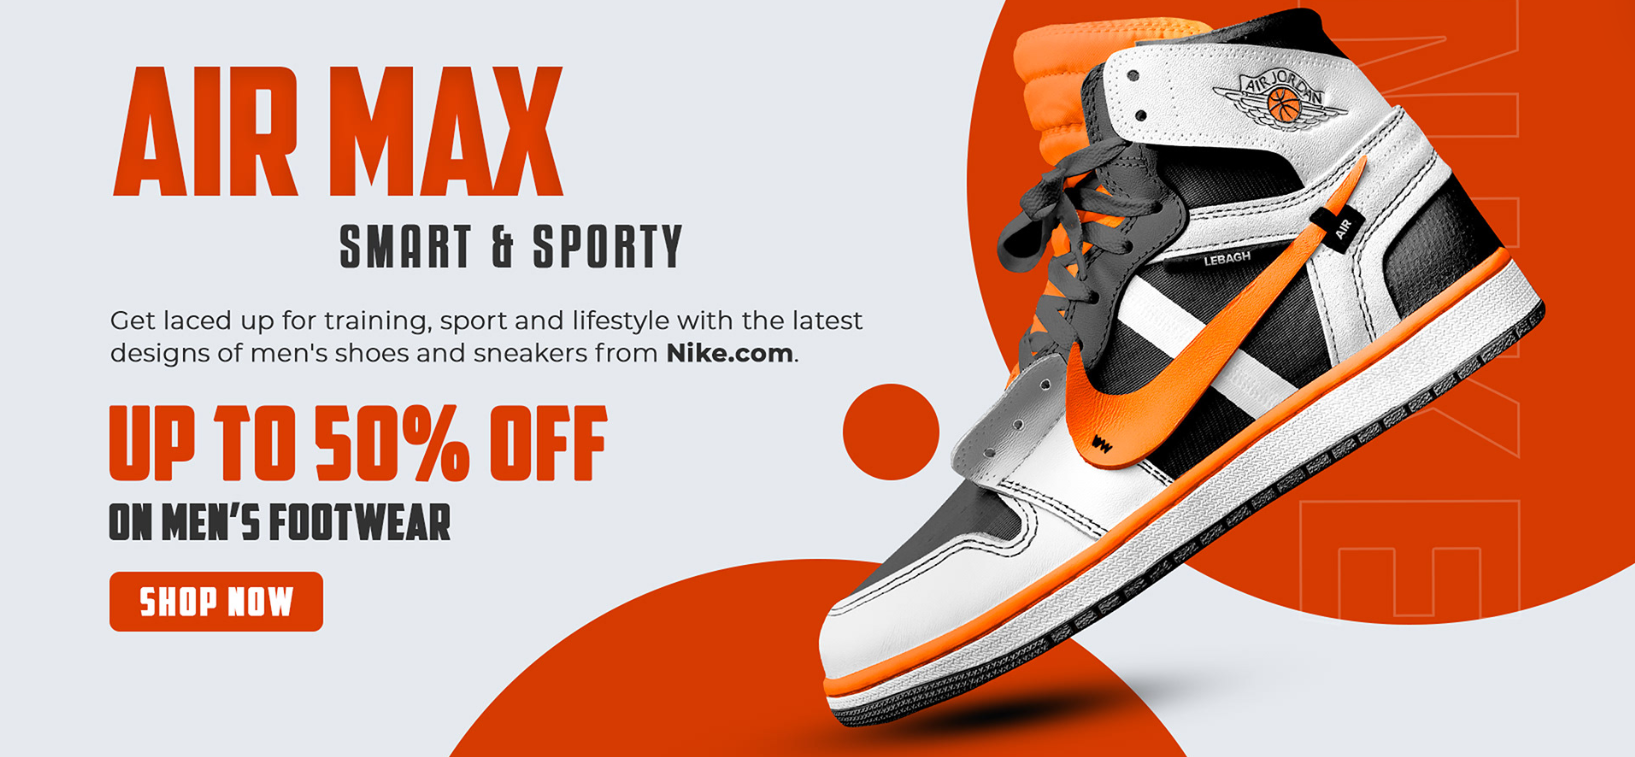 AIR MAX
SMART & SPORTY
Get laced up for training, sport and lifestyle with the latest
designs of men's shoes and sneakers from Nike.com.
UP TO 50% OFF
ON MEN'S FOOTWEAR
SHOP NOW
AIR JORDAN
AIR
LEBAGH
NIKE